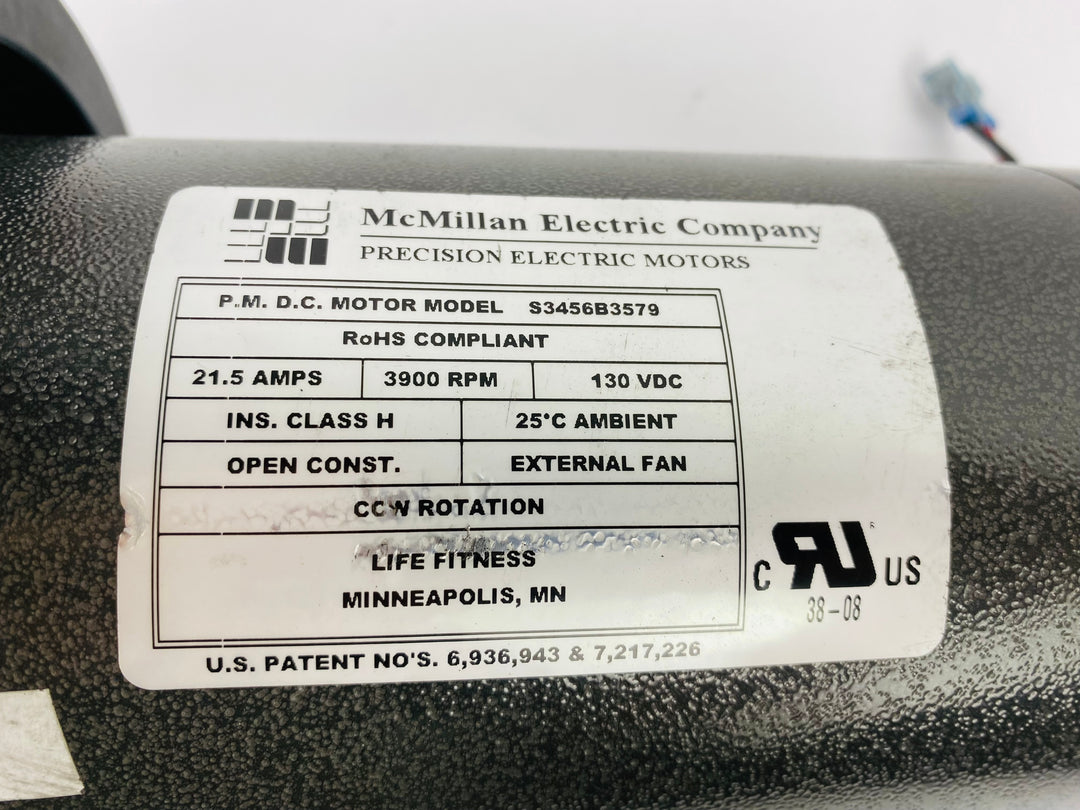 McMillan Electric Company
PRECISION ELECTRIC MOTORS
P.M. D.C. MOTOR MODEL S3456B3579
RoHS COMPLIANT
21.5 AMPS 3900 RPM 130 VDC
INS. CLASS H 25°C AMBIENT
OPEN CONST. EXTERNAL FAN
CCW ROTATION
LIFE FITNESS
MINNEAPOLIS, MN
C RU® US
38-08
U.S. PATENT NO'S. 6,936,943 & 7,217,226